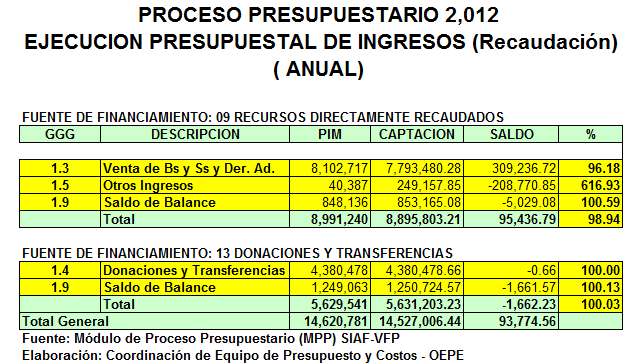 PROCESO PRESUPUESTARIO 2,012
EJECUCION PRESUPUESTAL DE INGRESOS (Recaudación)
( ANUAL)
FUENTE DE FINANCIAMIENTO: 09 RECURSOS DIRECTAMENTE RECAUDADOS
GGG DESCRIPCION PIM CAPTACION SALDO %
1.3 Venta de Bs y Ss y Der. Ad. 8,102,717 7,793,480.28 309,236.72 96.18
1.5 Otros Ingresos 40,387 249,157.85 -208,770.85 616.93
1.9 Saldo de Balance 848,136 853,165.08 -5,029.08 100.59
Total 8,991,240 8,895,803.21 95,436.79 98.94
FUENTE DE FINANCIAMIENTO: 13 DONACIONES Y TRANSFERENCIAS
1.4 Donaciones y Transferencias 4,380,478 4,380,478.66 -0.66 100.00
1.9 Saldo de Balance 1,249,063 1,250,724.57 -1,661.57 100.13
Total 5,629,541 5,631,203.23 -1,662.23 100.03
Total General 14,620,781 14,527,006.44 93,774.56
Fuente: Módulo de Proceso Presupuestario (MPP) SIAF-VFP
Elaboración: Coordinación de Equipo de Presupuesto y Costos - OEPE